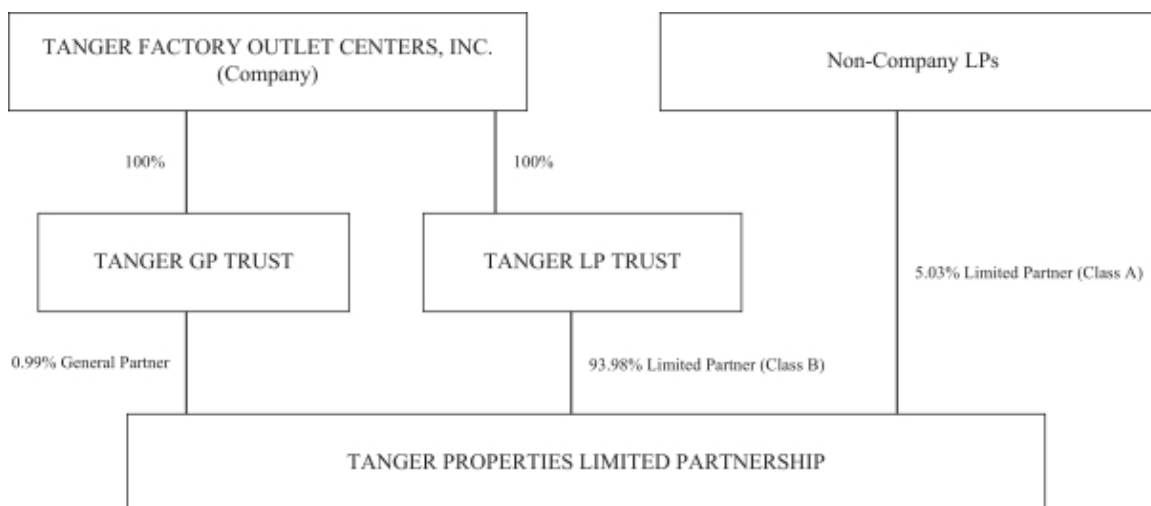 TANGER FACTORY OUTLET CENTERS, INC.
(Company)
Non-Company LPs
100%
100%
TANGER GP TRUST
TANGER LP TRUST
5.03% Limited Partner (Class A)
0.99% General Partner
93.98% Limited Partner (Class B)
TANGER PROPERTIES LIMITED PARTNERSHIP